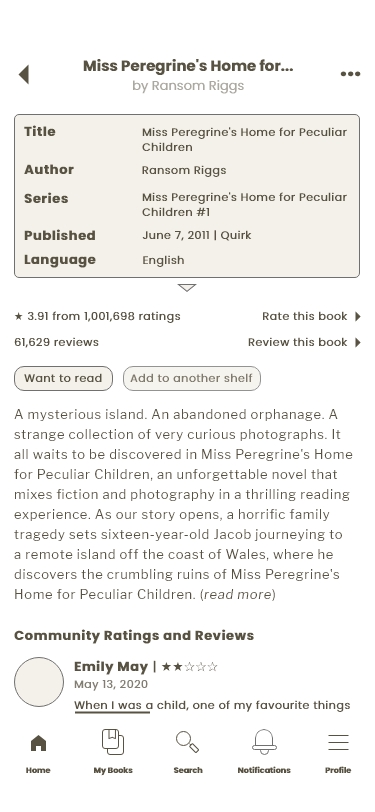 Miss Peregrine's Home for...
by Ransom Riggs
Title Miss Peregrine's Home for Peculiar
Children
Author Ransom Riggs
Series Miss Peregrine's Home for Peculiar
Children #1
Published June 7, 2011 | Quirk
Language English
★ 3.91 from 1,001,698 ratings Rate this book
61,629 reviews Review this book
Want to read Add to another shelf
A mysterious island. An abandoned orphanage. A
strange collection of very curious photographs. It
all waits to be discovered in Miss Peregrine's Home
for Peculiar Children, an unforgettable novel that
mixes fiction and photography in a thrilling reading
experience. As our story opens, a horrific family
tragedy sets sixteen-year-old Jacob journeying to
a remote island off the coast of Wales, where he
discovers the crumbling ruins of Miss Peregrine's
Home for Peculiar Children. (read more)
Community Ratings and Reviews
Emily May | ★★☆☆☆
May 13, 2020
When I was a child, one of my favourite things
Home My Books Search Notifications Profile